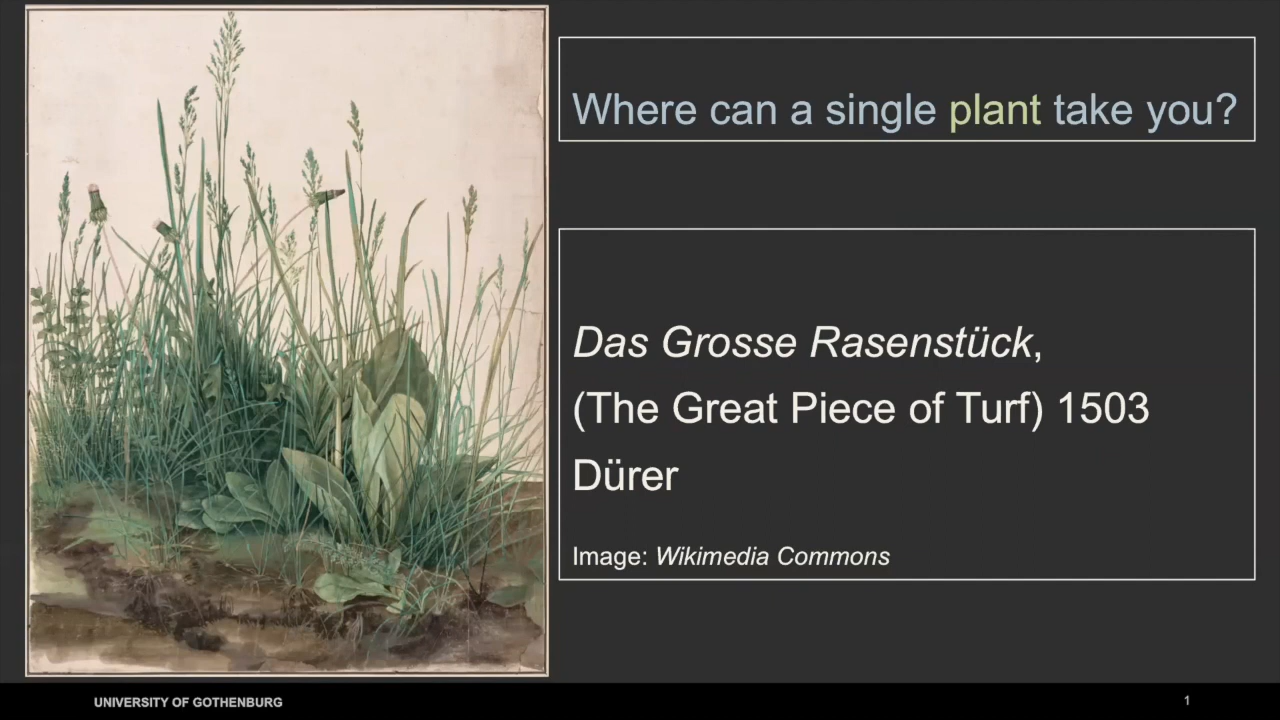 Where can a single plant take you?
Das Grosse Rasenstück,
(The Great Piece of Turf) 1503
Dürer
Image: Wikimedia Commons
UNIVERSITY OF GOTHENBURG
1